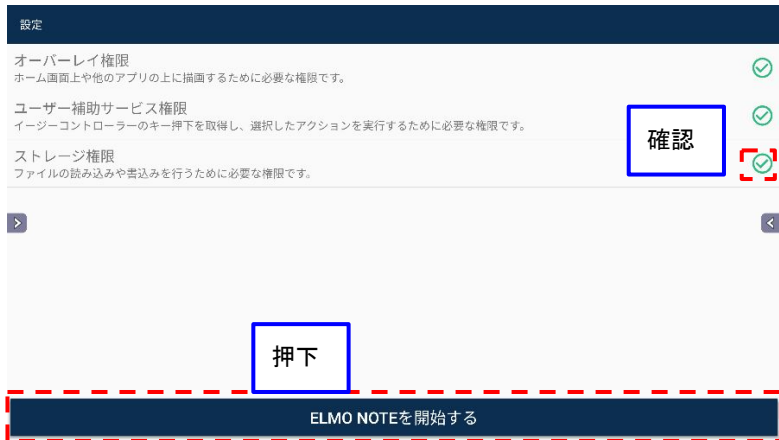 設定
オーバーレイ権限
ホーム画面上や他のアプリの上に描画するために必要な権限です。
ユーザー補助サービス権限
イージーコントローラーのキー押下を取得し、選択したアクションを実行するために必要な権限です。
確認
ストレージ権限
ファイルの読み込みや書込みを行うために必要な権限です。
押下
ELMO NOTEを開始する